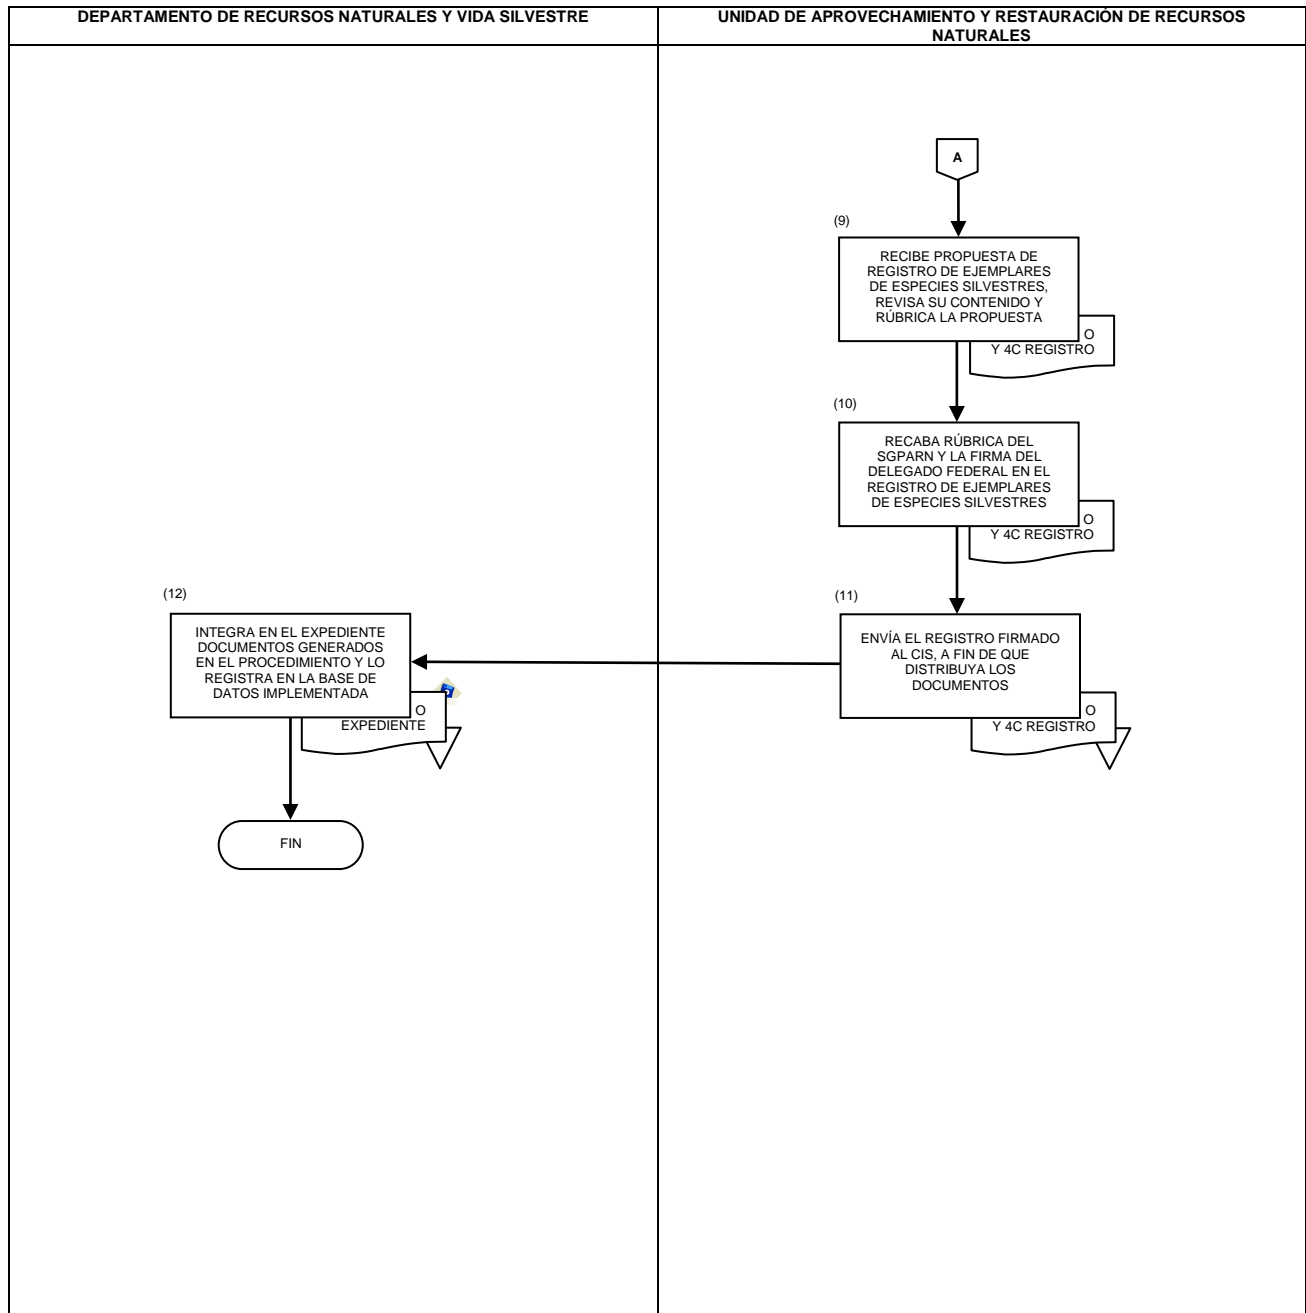 DEPARTAMENTO DE RECURSOS NATURALES Y VIDA SILVESTRE
UNIDAD DE APROVECHAMIENTO Y RESTAURACIÓN DE RECURSOS
NATURALES
A
(9)
RECIBE PROPUESTA DE
REGISTRO DE EJEMPLARES
DE ESPECIES SILVESTRES,
REVISA SU CONTENIDO Y
RÚBRICA LA PROPUESTA
O
Y 4C REGISTRO
(10)
RECABA RÚBRICA DEL
SGPARN Y LA FIRMA DEL
DELEGADO FEDERAL EN EL
REGISTRO DE EJEMPLARES
DE ESPECIES SILVESTRES
O
Y 4C REGISTRO
(11)
ENVÍA EL REGISTRO FIRMADO
AL CIS, A FIN DE QUE
DISTRIBUYA LOS
DOCUMENTOS
O
Y 4C REGISTRO
(12)
INTEGRA EN EL EXPEDIENTE
DOCUMENTOS GENERADOS
EN EL PROCEDIMIENTO Y LO
REGISTRA EN LA BASE DE
DATOS IMPLEMENTADA
O
EXPEDIENTE
FIN